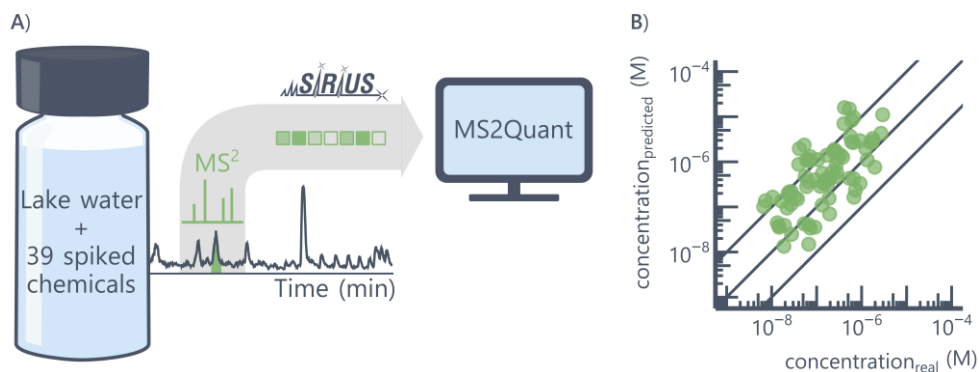 A)
SIRIUS
MS2Quant
MS²
Lake water
+
39 spiked
chemicals
Time (min)
B)
concentration_predicted (M)
10⁻⁴
10⁻⁶
10⁻⁸
10⁻⁸ 10⁻⁶ 10⁻⁴
concentration_real (M)